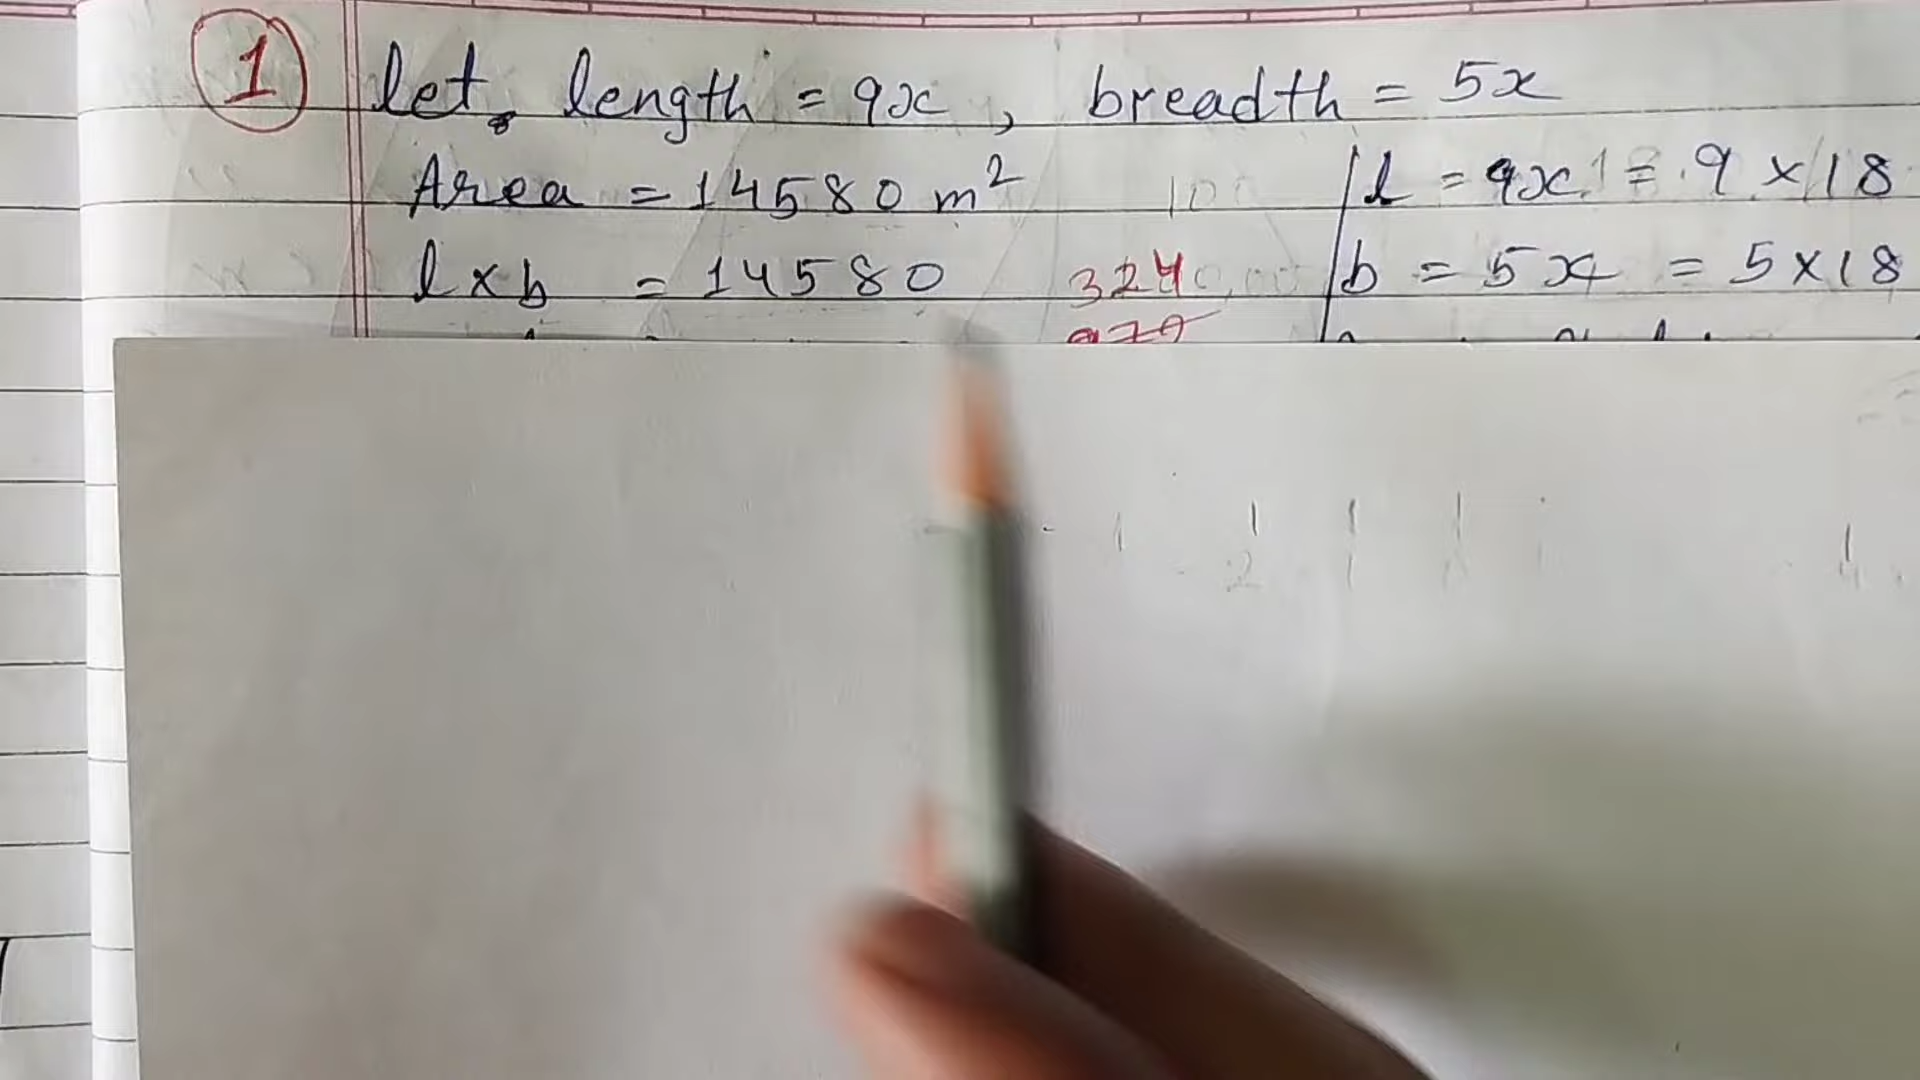 1 let, length = 9x, breadth = 5x
Area = 14580 m²
l = 9x = 9 × 18
l × b = 14580
324
b = 5x = 5 × 18